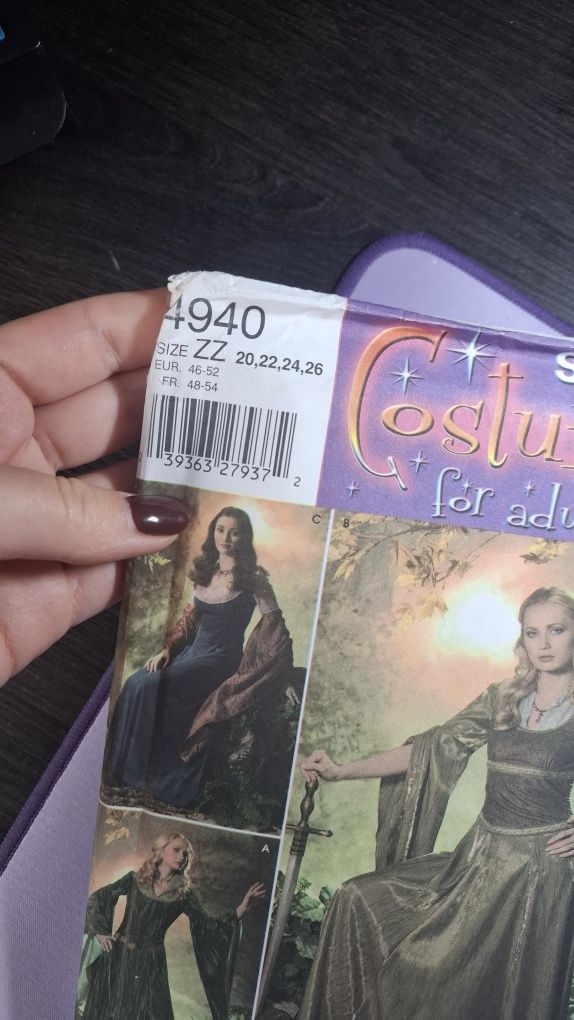 4940
SIZE ZZ 20,22,24,26
EUR. 46-52
FR. 48-54
39363 27937 2
S
Costu
for adu
C B
A